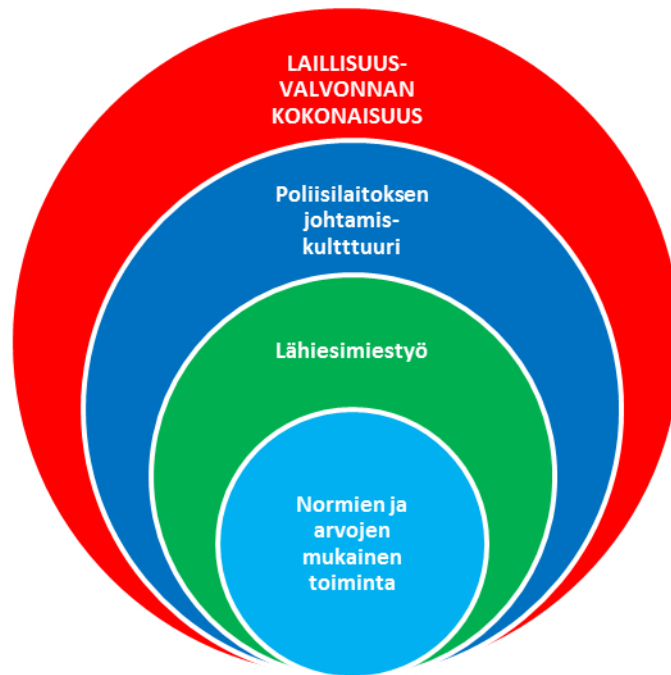 LAILLISUUS-
VALVONNAN
KOKONAISUUS
Poliisilaitoksen
johtamis-
kultttuuri
Lähiesimiestyö
Normien ja
arvojen
mukainen
toiminta